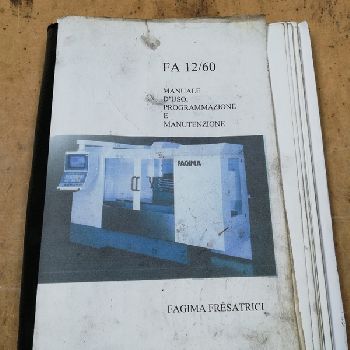 FA 12/60
MANUALE
D'USO,
PROGRAMMAZIONE
E
MANUTENZIONE
FAGIMA
FAGIMA FRESATRICI